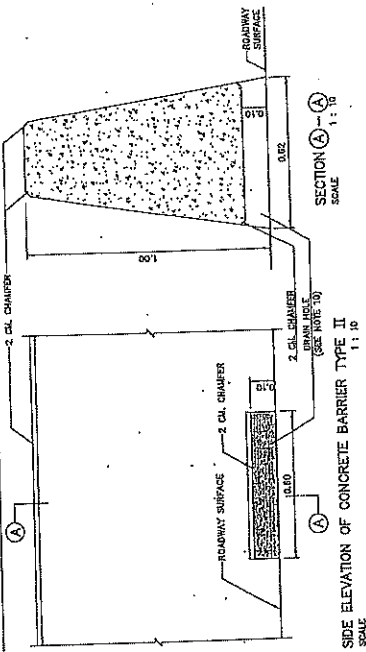 2 CM. CHAMFER
A
ROADWAY SURFACE
2 CM. CHAMFER
0.10
0.60
A
SIDE ELEVATION OF CONCRETE BARRIER TYPE II
SCALE 1 : 10
1.00
0.10
ROADWAY
SURFACE
0.62
2 CM. CHAMFER
DRAIN HOLE
(SEE NOTE 10)
SECTION A - A
SCALE 1 : 10